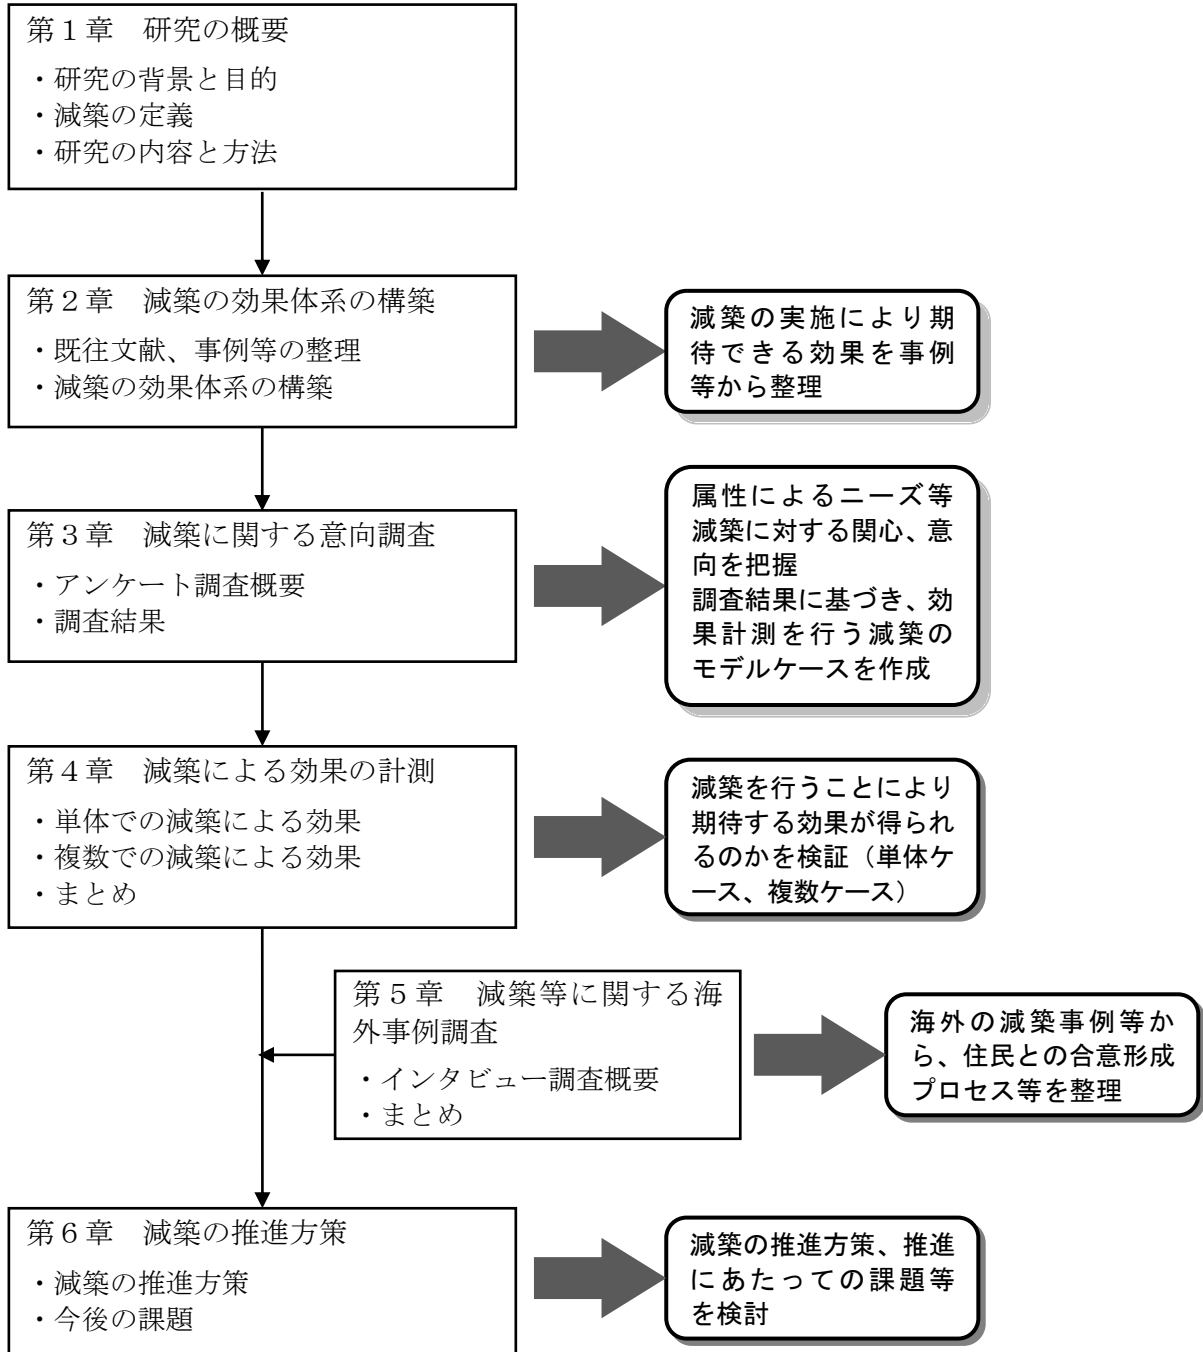 第１章　研究の概要
・研究の背景と目的
・減築の定義
・研究の内容と方法
第２章　減築の効果体系の構築
・既往文献、事例等の整理
・減築の効果体系の構築
減築の実施により期
待できる効果を事例
等から整理
第３章　減築に関する意向調査
・アンケート調査概要
・調査結果
属性によるニーズ等
減築に対する関心、意
向を把握
調査結果に基づき、効
果計測を行う減築の
モデルケースを作成
第４章　減築による効果の計測
・単体での減築による効果
・複数での減築による効果
・まとめ
減築を行うことにより
期待する効果が得られ
るのかを検証（単体ケ
ース、複数ケース）
第５章　減築等に関する海
外事例調査
・インタビュー調査概要
・まとめ
海外の減築事例等か
ら、住民との合意形成
プロセス等を整理
第６章　減築の推進方策
・減築の推進方策
・今後の課題
減築の推進方策、推進
にあたっての課題等
を検討